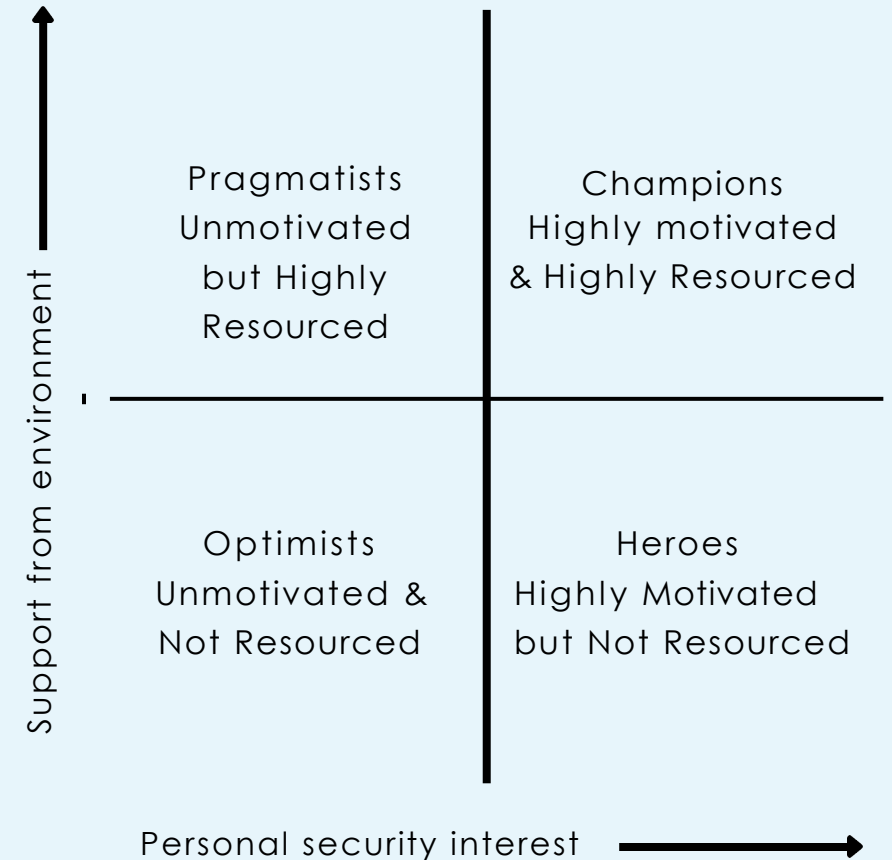 Pragmatists
Unmotivated
but Highly
Resourced
Champions
Highly motivated
& Highly Resourced
Support from environment
Optimists
Unmotivated &
Not Resourced
Heroes
Highly Motivated
but Not Resourced
Personal security interest